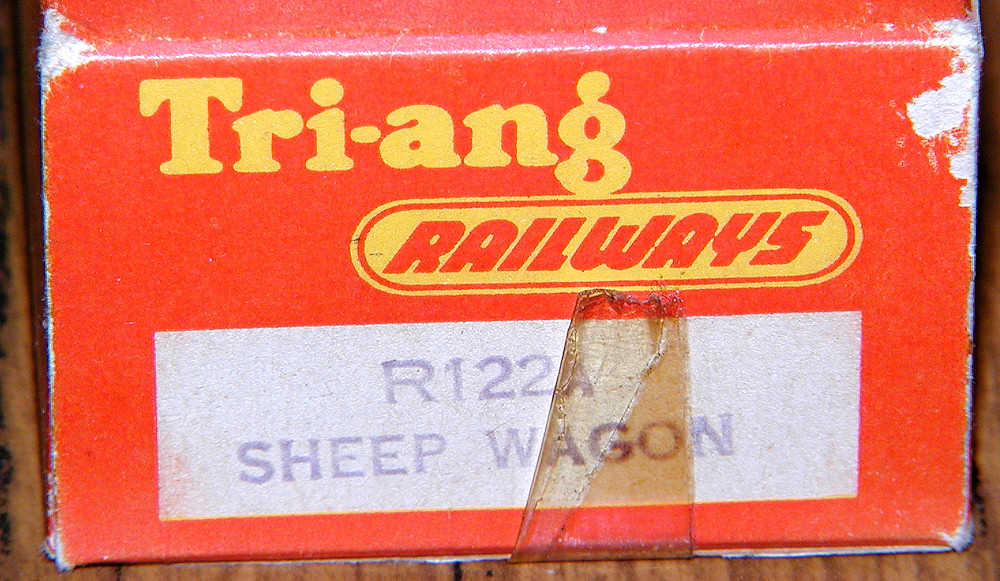 Tri-ang
RAILWAYS
R122A
SHEEP WAGON